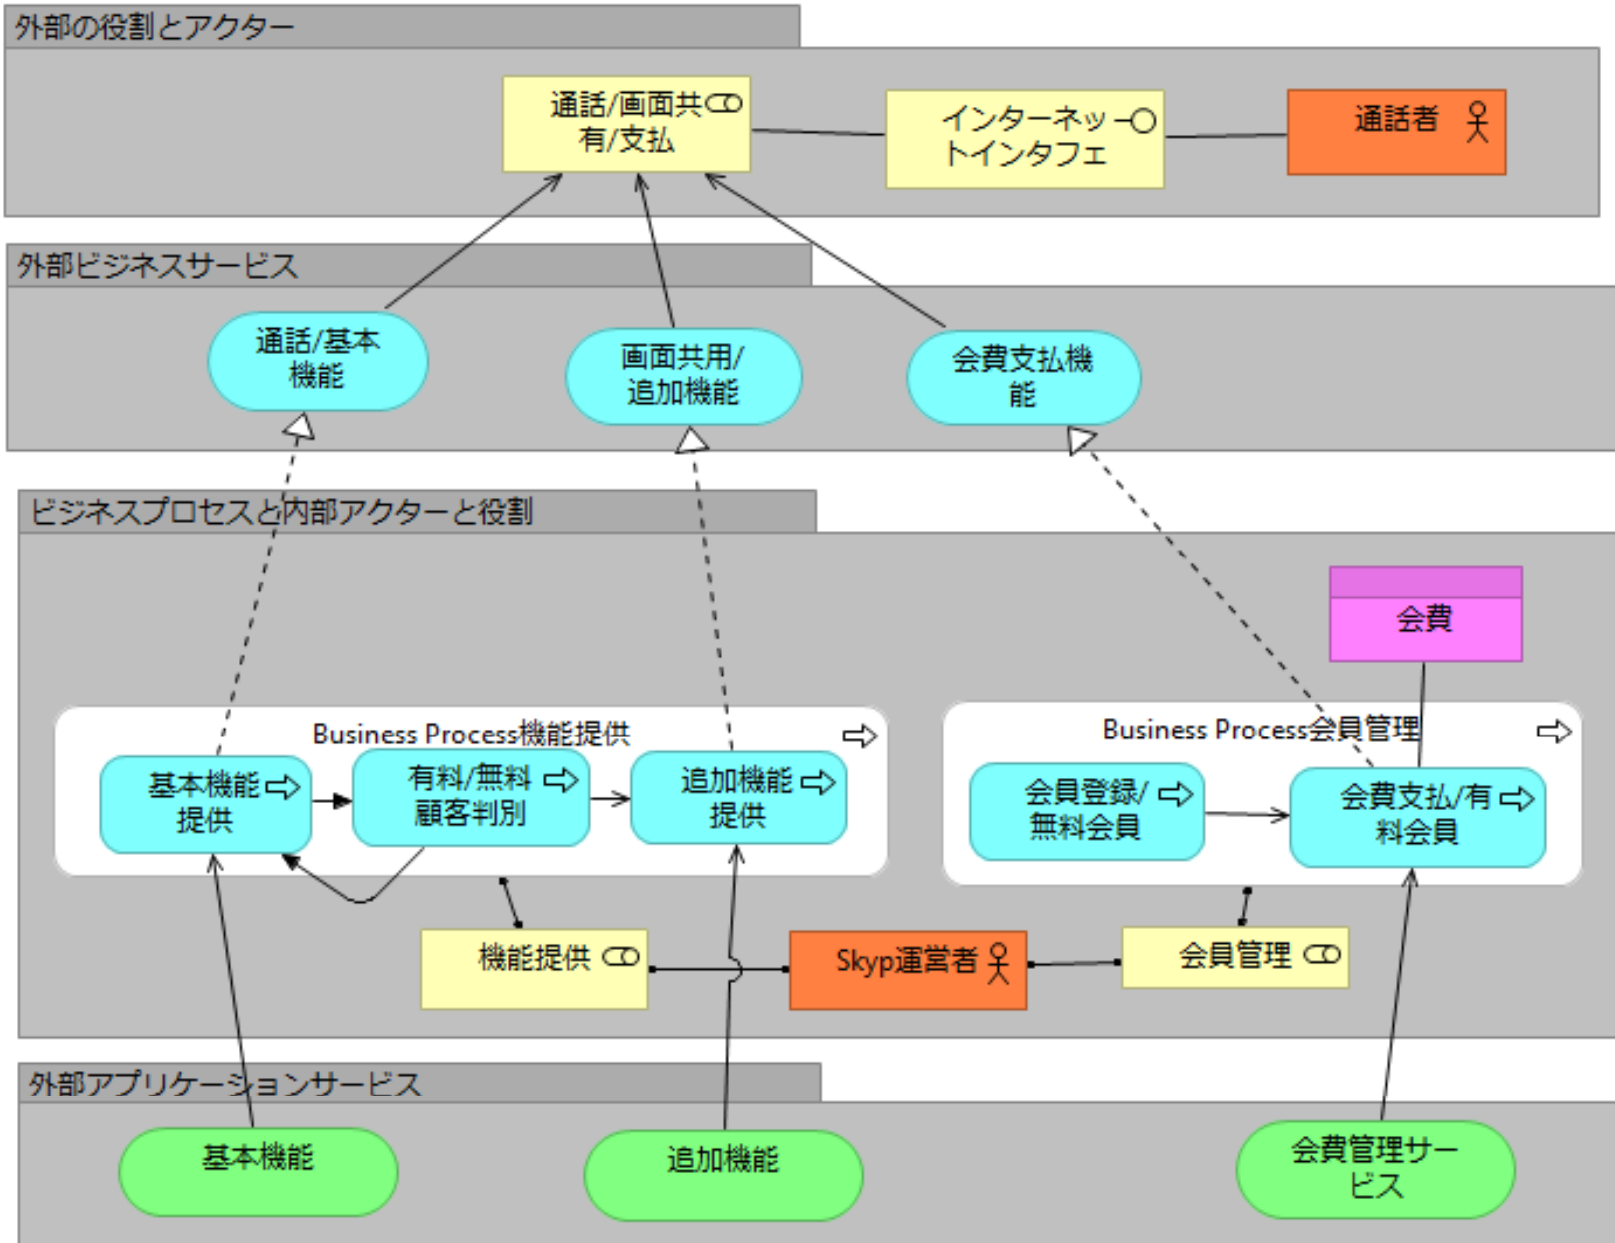 外部の役割とアクター
通話/画面共
有/支払
インターネッ
トインタフェ
通話者
外部ビジネスサービス
通話/基本
機能
画面共用/
追加機能
会費支払機
能
ビジネスプロセスと内部アクターと役割
会費
Business Process機能提供
基本機能
提供
有料/無料
顧客判別
追加機能
提供
Business Process会員管理
会員登録/
無料会員
会費支払/有
料会員
機能提供
Skyp運営者
会員管理
外部アプリケーションサービス
基本機能
追加機能
会費管理サー
ビス